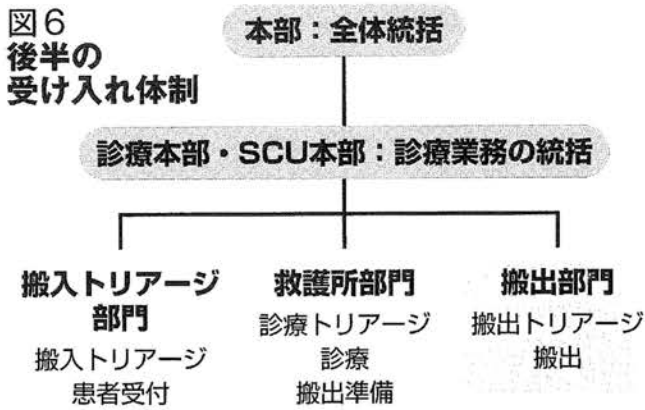 図6
後半の
受け入れ体制
本部：全体統括
診療本部・SCU本部：診療業務の統括
搬入トリアージ
部門
搬入トリアージ
患者受付
救護所部門
診療トリアージ
診療
搬出準備
搬出部門
搬出トリアージ
搬出